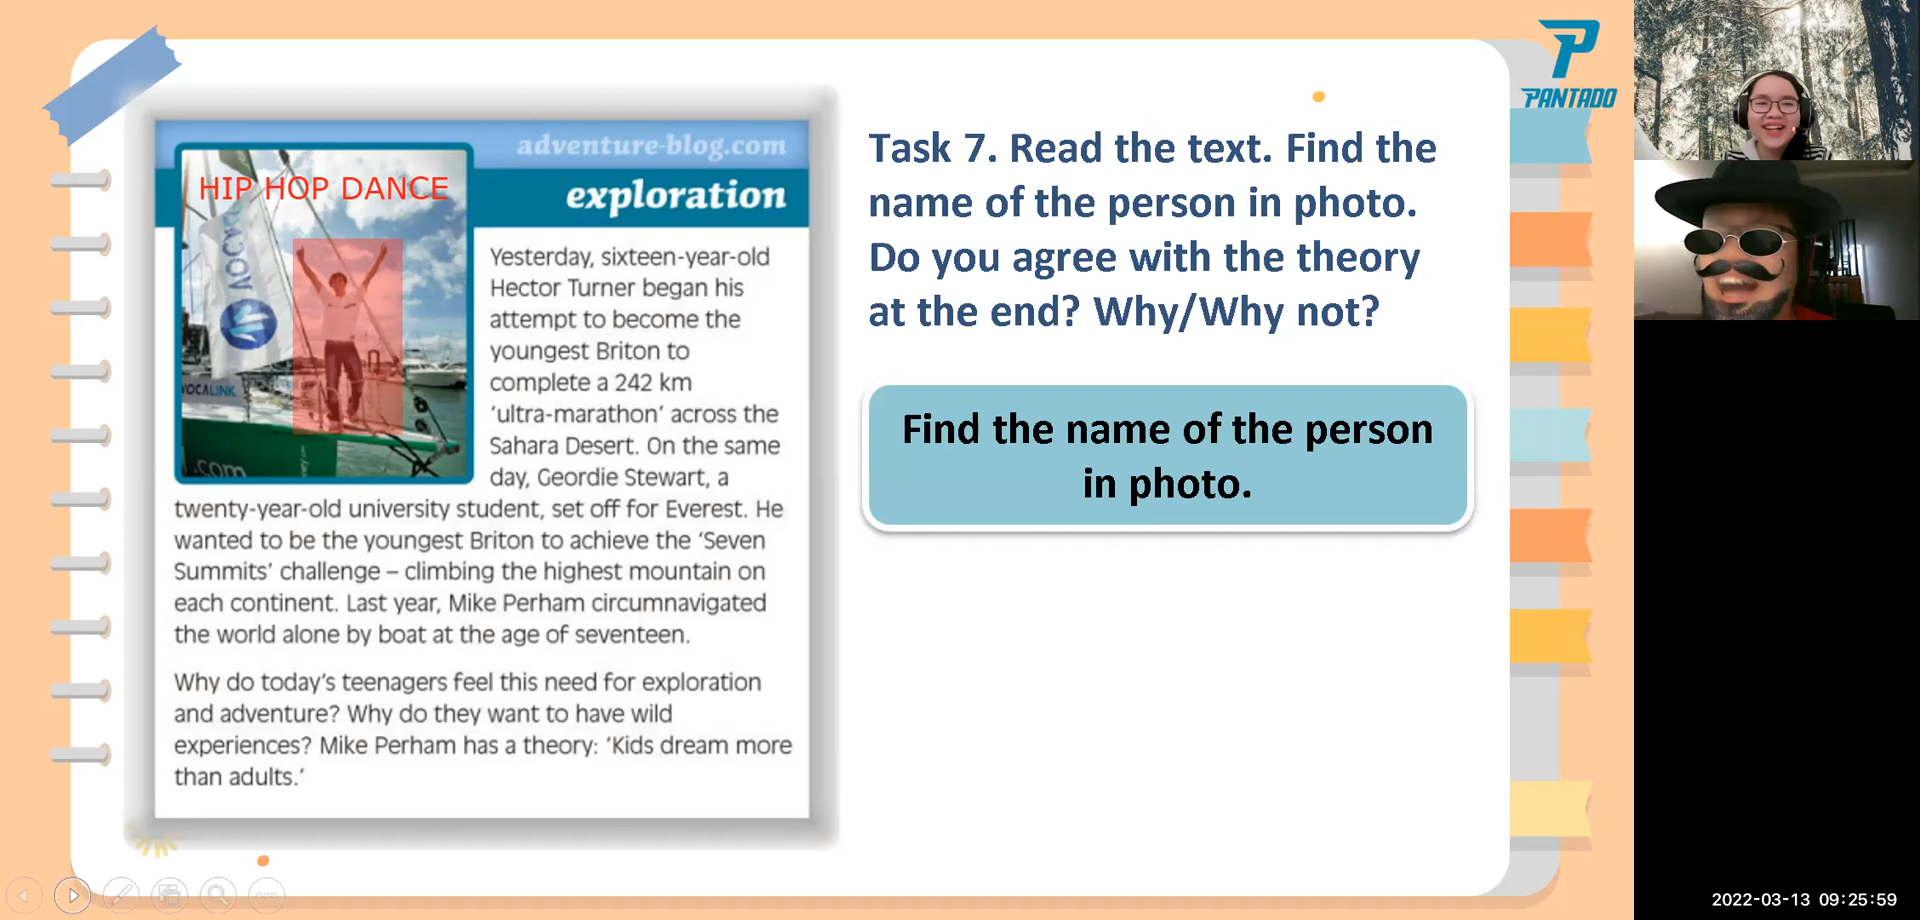 PANTADO
Task 7. Read the text. Find the
name of the person in photo.
Do you agree with the theory
at the end? Why/Why not?
Find the name of the person
in photo.
adventure-blog.com
exploration
HIP HOP DANCE
VOCALINK
.com
Yesterday, sixteen-year-old
Hector Turner began his
attempt to become the
youngest Briton to
complete a 242 km
‘ultra-marathon’ across the
Sahara Desert. On the same
day, Geordie Stewart, a
twenty-year-old university student, set off for Everest. He
wanted to be the youngest Briton to achieve the ‘Seven
Summits’ challenge – climbing the highest mountain on
each continent. Last year, Mike Perham circumnavigated
the world alone by boat at the age of seventeen.
Why do today’s teenagers feel this need for exploration
and adventure? Why do they want to have wild
experiences? Mike Perham has a theory: ‘Kids dream more
than adults.’
2022-03-13 09:25:59